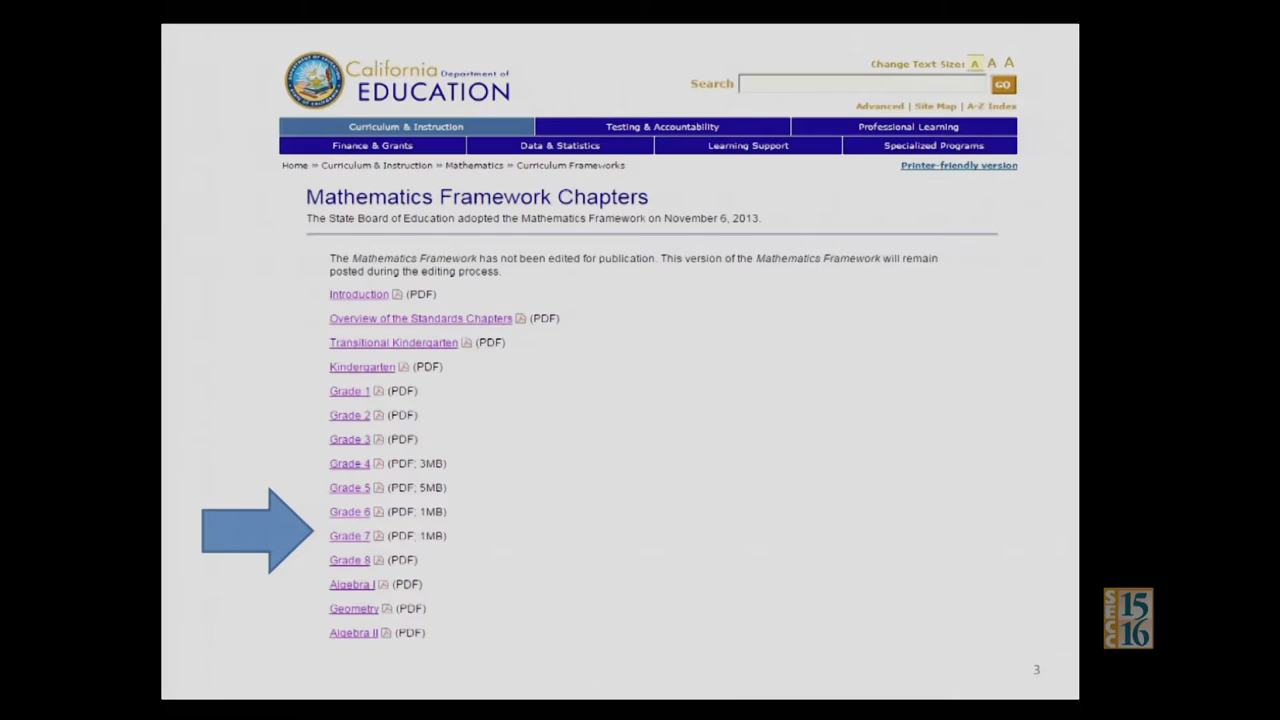 California Department of
EDUCATION
Change Text Size: A A A
Search GO
Advanced | Site Map | A-Z Index
Curriculum & Instruction Testing & Accountability Professional Learning
Finance & Grants Data & Statistics Learning Support Specialized Programs
Home » Curriculum & Instruction » Mathematics » Curriculum Frameworks Printer-friendly version
Mathematics Framework Chapters
The State Board of Education adopted the Mathematics Framework on November 6, 2013.
The Mathematics Framework has not been edited for publication. This version of the Mathematics Framework will remain
posted during the editing process.
Introduction (PDF)
Overview of the Standards Chapters (PDF)
Transitional Kindergarten (PDF)
Kindergarten (PDF)
Grade 1 (PDF)
Grade 2 (PDF)
Grade 3 (PDF)
Grade 4 (PDF; 3MB)
Grade 5 (PDF; 5MB)
Grade 6 (PDF; 1MB)
Grade 7 (PDF; 1MB)
Grade 8 (PDF)
Algebra I (PDF)
Geometry (PDF)
Algebra II (PDF)
SECC 15 16
3